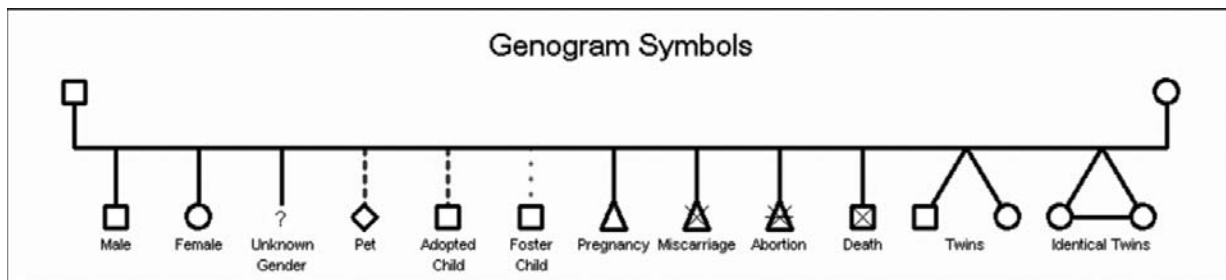 Genogram Symbols
?
Male
Female
Unknown
Gender
Pet
Adopted
Child
Foster
Child
Pregnancy
Miscarriage
Abortion
Death
Twins
Identical Twins